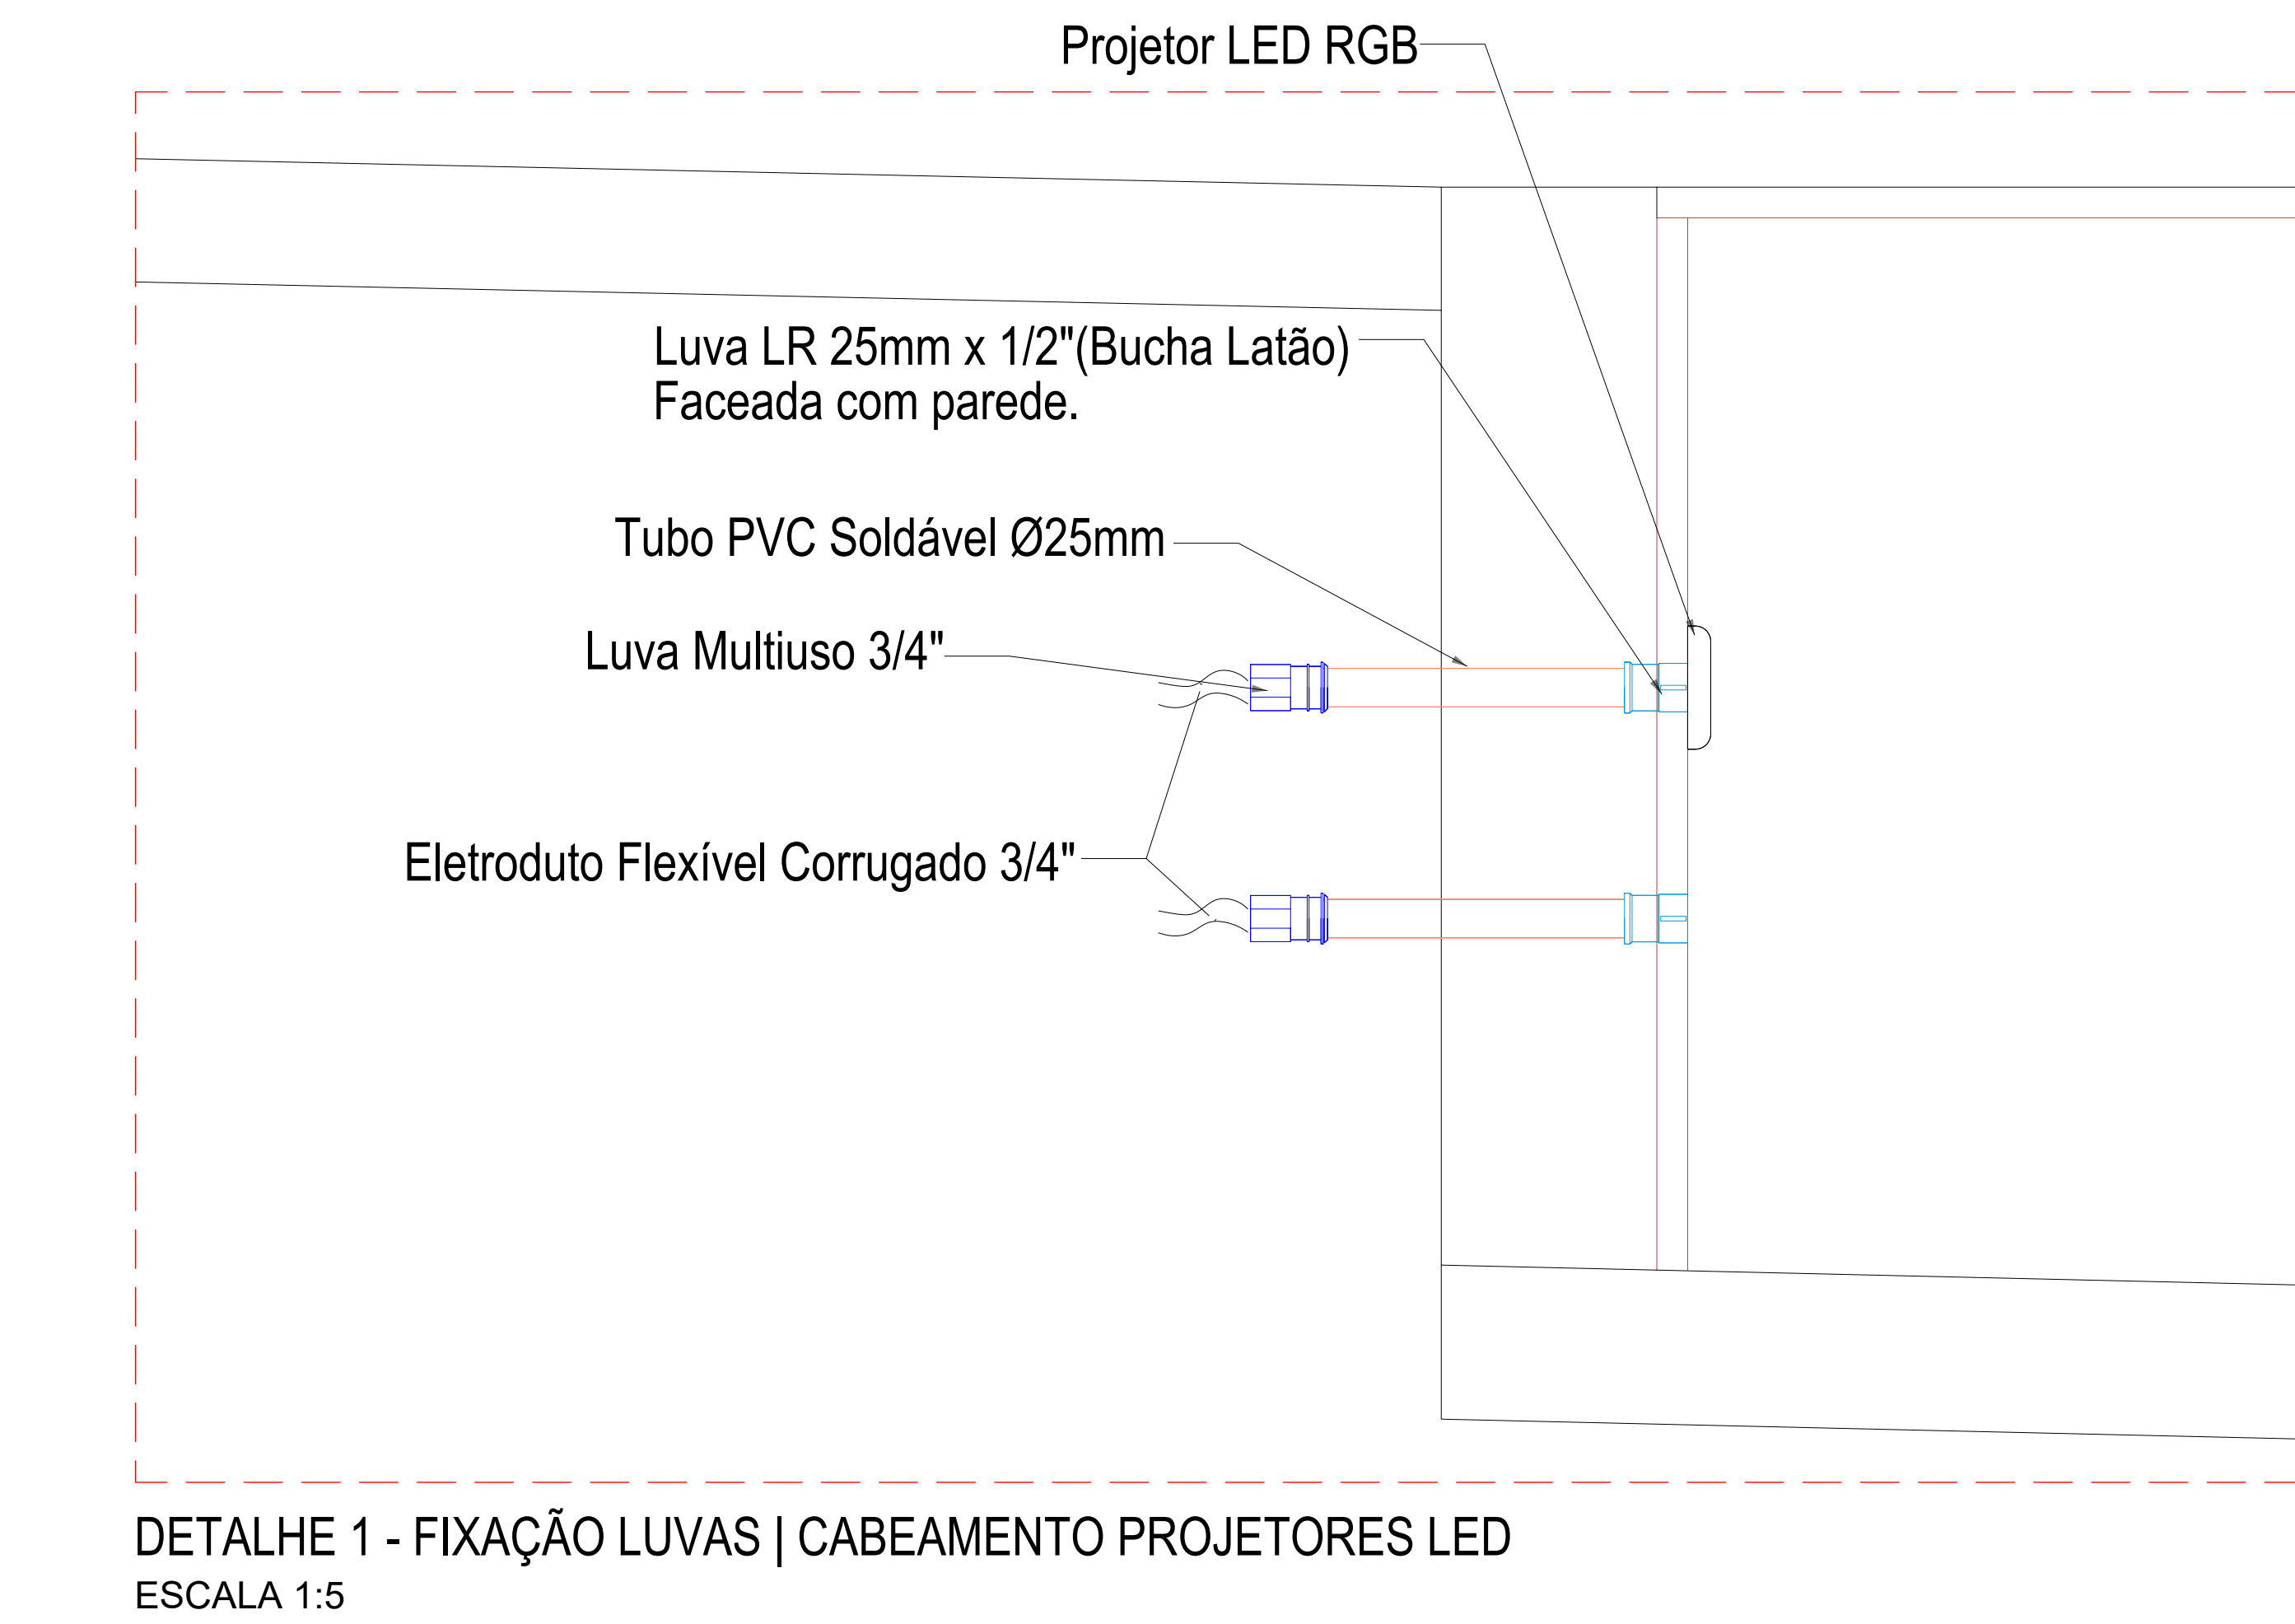 Projetor LED RGB
Luva LR 25mm x 1/2"(Bucha Latão)
Faceada com parede.
Tubo PVC Soldável Ø25mm
Luva Multiuso 3/4"
Eletroduto Flexível Corrugado 3/4"
DETALHE 1 - FIXAÇÃO LUVAS | CABEAMENTO PROJETORES LED
ESCALA 1:5